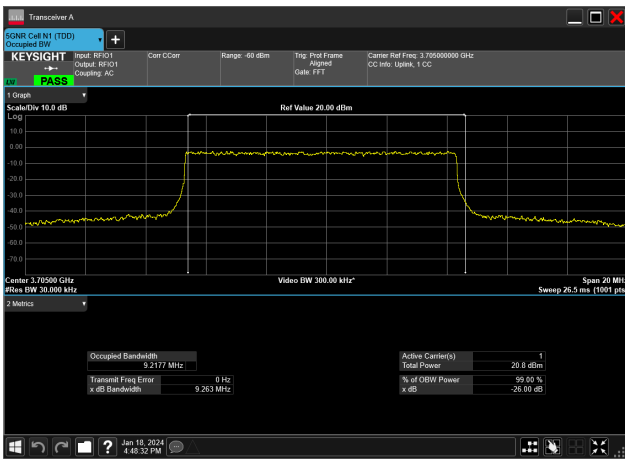 Transceiver A
5GNR Cell N1 (TDD)
Occupied BW
KEYSIGHT
PASS
Input: RFIO1
Output: RFIO1
Coupling: AC
Corr CCorr
Range: -60 dBm
Trig: Prot Frame
Aligned
Gate: FFT
Carrier Ref Freq: 3.705000000 GHz
CC Info: Uplink, 1 CC
1 Graph
Scale/Div 10.0 dB
Ref Value 20.00 dBm
Log
10.0
0.00
-10.0
-20.0
-30.0
-40.0
-50.0
-60.0
-70.0
Center 3.70500 GHz
Video BW 300.00 kHz*
Span 20 MH
#Res BW 30.000 kHz
Sweep 26.5 ms (1001 pts
2 Metrics
Occupied Bandwidth
9.2177 MHz
Active Carrier(s) 1
Total Power 20.8 dBm
Transmit Freq Error 0 Hz
x dB Bandwidth 9.263 MHz
% of OBW Power 99.00 %
x dB -26.00 dB
Jan 18, 2024
4:48:32 PM